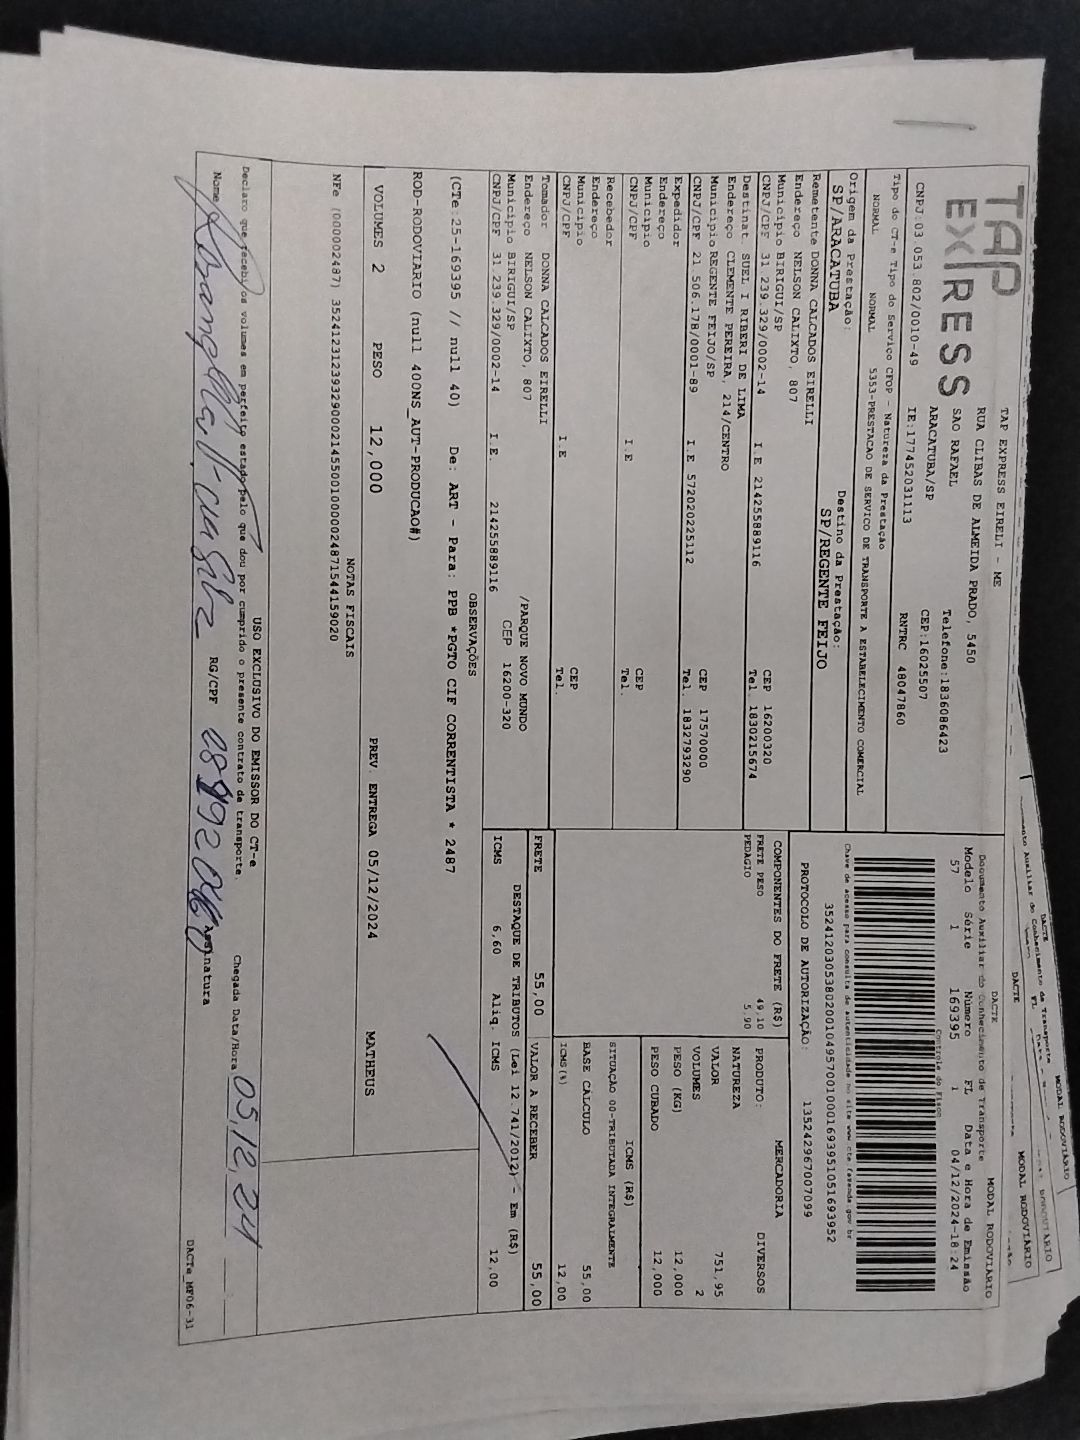 TAP EXPRESS
TAP EXPRESS EIRELI - ME
RUA CLIBAS DE ALMEIDA PRADO, 5450
SAO RAFAEL Telefone:1836086423
ARACATUBA/SP CEP:16025507
CNPJ:03 053.802/0010-49 IE:177452031113 RNTRC 48047860
Tipo do CT-e Tipo do Serviço CFOP - Natureza da Prestação
NORMAL NORMAL 5353-PRESTACAO DE SERVICO DE TRANSPORTE A ESTABELECIMENTO COMERCIAL
Origem da Prestação: Destino da Prestação:
SP/ARACATUBA SP/REGENTE FEIJO
Remetente DONNA CALCADOS EIRELLI
Endereço NELSON CALIXTO, 807
Municipio BIRIGUI/SP CEP 16200320
CNPJ/CPF 31 239.329/0002-14 I.E 214255889116 Tel. 1830215674
Destinat SUEL I RIBERI DE LIMA
Endereço CLEMENTE PEREIRA, 214/CENTRO
Municipio REGENTE FEIJO/SP CEP 17570000
CNPJ/CPF 21 506.178/0001-89 I.E 572020225112 Tel. 1832793290
Expedidor
Endereço
Municipio CEP
CNPJ/CPF I.E Tel.
Recebedor
Endereço
Municipio CEP
CNPJ/CPF I.E Tel.
Tomador DONNA CALCADOS EIRELLI
Endereço NELSON CALIXTO, 807 /PARQUE NOVO MUNDO
Municipio BIRIGUI/SP CEP 16200-320
CNPJ/CPF 31.239.329/0002-14 I.E. 214255889116
DACTE MODAL RODOVIARIO
Documento Auxiliar do Conhecimento de Transporte
Modelo Série Número FL Data e Hora de Emissão
57 1 169395 1 04/12/2024-18:24
Controle do Fisco
35241203053802001049570010001693951051693952
Chave de acesso para consulta de autenticidade no site www.cte.fazenda.gov.br
PROTOCOLO DE AUTORIZAÇÃO: 135242967007099
COMPONENTES DO FRETE (R$)
FRETE PESO 49,10
PEDAGIO 5,90
MERCADORIA
PRODUTO: DIVERSOS
NATUREZA
VALOR 751,95
VOLUMES 2
PESO (KG) 12,000
PESO CUBADO 12,000
ICMS (R$)
SITUAÇÃO 00-TRIBUTADA INTEGRALMENTE
BASE CÁLCULO 55,00
ICMS(%) 12,00
FRETE 55,00 VALOR A RECEBER 55,00
DESTAQUE DE TRIBUTOS (Lei 12.741/2012) - Em (R$)
ICMS 6,60 Aliq. ICMS 12,00
OBSERVAÇÕES
(CTe:25-169395 // null 40) De: ART - Para: PPB *PGTO CIF CORRENTISTA * 2487
ROD-RODOVIARIO (null 400NS_AUT-PRODUCAO#)
VOLUMES 2 PESO 12,000 PREV. ENTREGA 05/12/2024 MATHEUS
NOTAS FISCAIS
NFe (000002487) 35241231239329000214550010000024871544159020
USO EXCLUSIVO DO EMISSOR DO CT-e
Declaro que recebi os volumes em perfeito estado pelo que dou por cumprido o presente contrato de transporte.
Nome RG/CPF Assinatura Chegada Data/Hora 05,12,24
DACTe_MF06-31